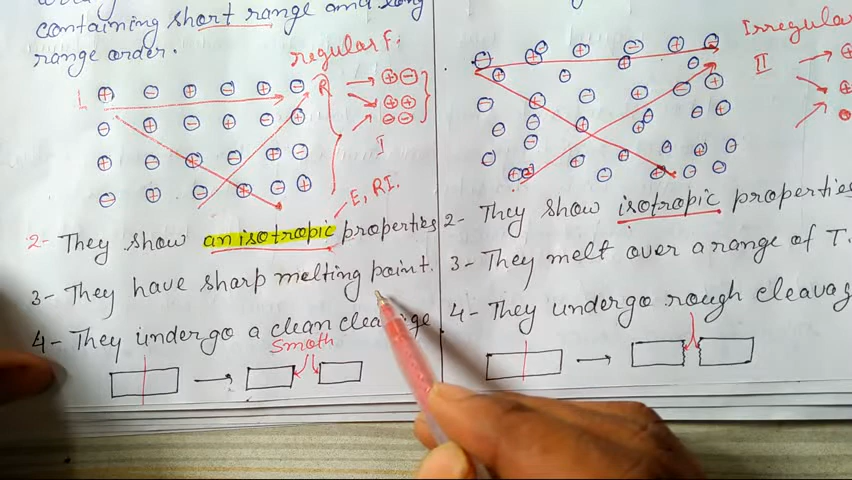 containing short range and long
range order.
regular F.
L
R
I
E, RI.
2- They show anisotropic properties
3- They have sharp melting point.
4- They undergo a clean cleavage
Smoth
Irregular
II
2- They show isotropic properties
3- They melt over a range of T.
4- They undergo rough cleavag